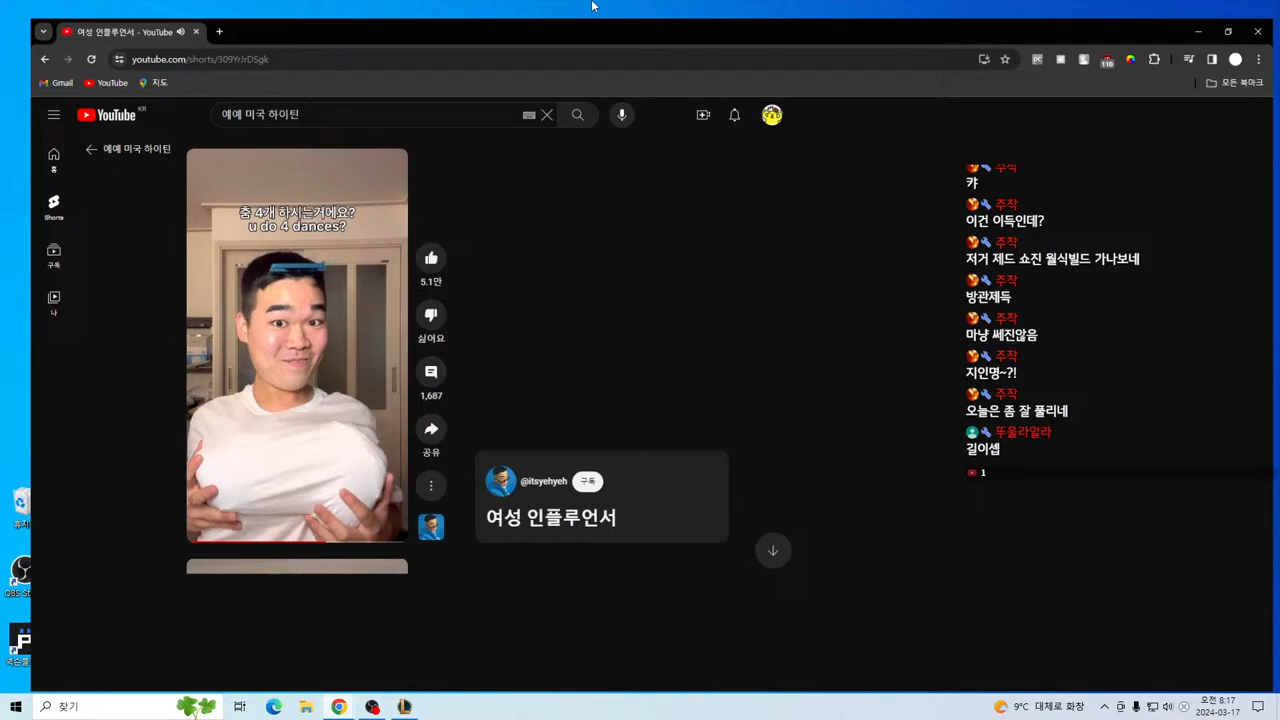 여성 인플루언서 - YouTube
youtube.com/shorts/309YrJrDSgk
110
Gmail
YouTube
지도
모든 북마크
YouTube KR
예예 미국 하이틴
홈
Shorts
구독
나
예예 미국 하이틴
춤 4개 하시는거에요?
u do 4 dances?
5.1만
싫어요
1,687
공유
@itsyehyeh
구독
여성 인플루언서
주작
캬
주작
이건 이득인데?
주작
저거 제드 쇼진 월식빌드 가나보네
주작
방관제득
주작
마냥 쎄진않음
주작
지인명~?!
주작
오늘은 좀 잘 풀리네
뚜울라알라
길이셉
1
찾기
9°C 대체로 화창
오전 8:17
2024-03-17